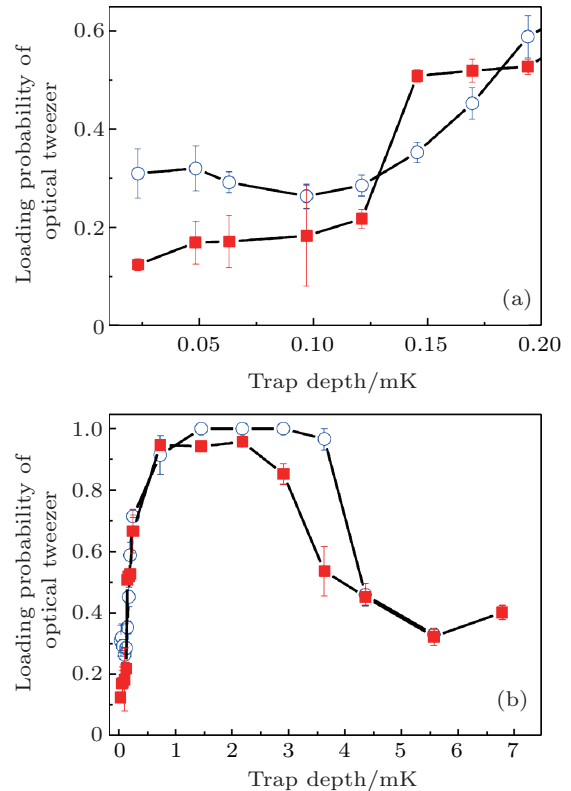 0.6
0.4
0.2
0
Loading probability of
optical tweezer
(a)
0.05
0.10
0.15
0.20
Trap depth/mK
1.0
0.8
0.6
0.4
0.2
0
Loading probability of
optical tweezer
(b)
0
1
2
3
4
5
6
7
Trap depth/mK